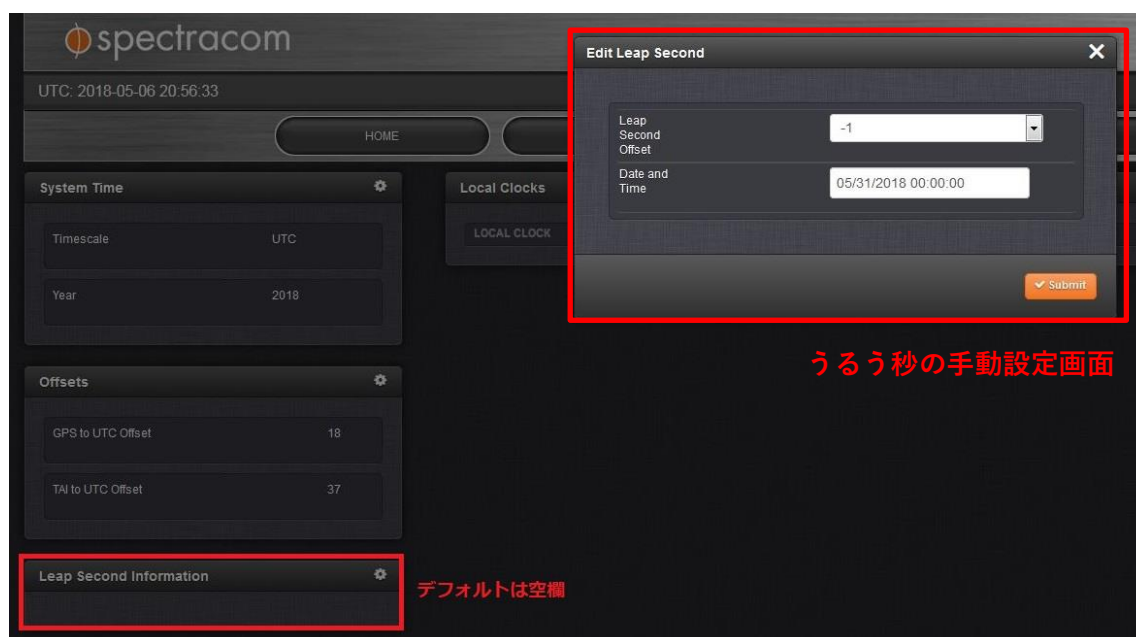 spectracom
UTC: 2018-05-06 20:56:33
HOME
System Time
Timescale UTC
Year 2018
Offsets
GPS to UTC Offset 18
TAI to UTC Offset 37
Leap Second Information
デフォルトは空欄
Local Clocks
LOCAL CLOCK
Edit Leap Second
Leap
Second
Offset
-1
Date and
Time
05/31/2018 00:00:00
Submit
うるう秒の手動設定画面